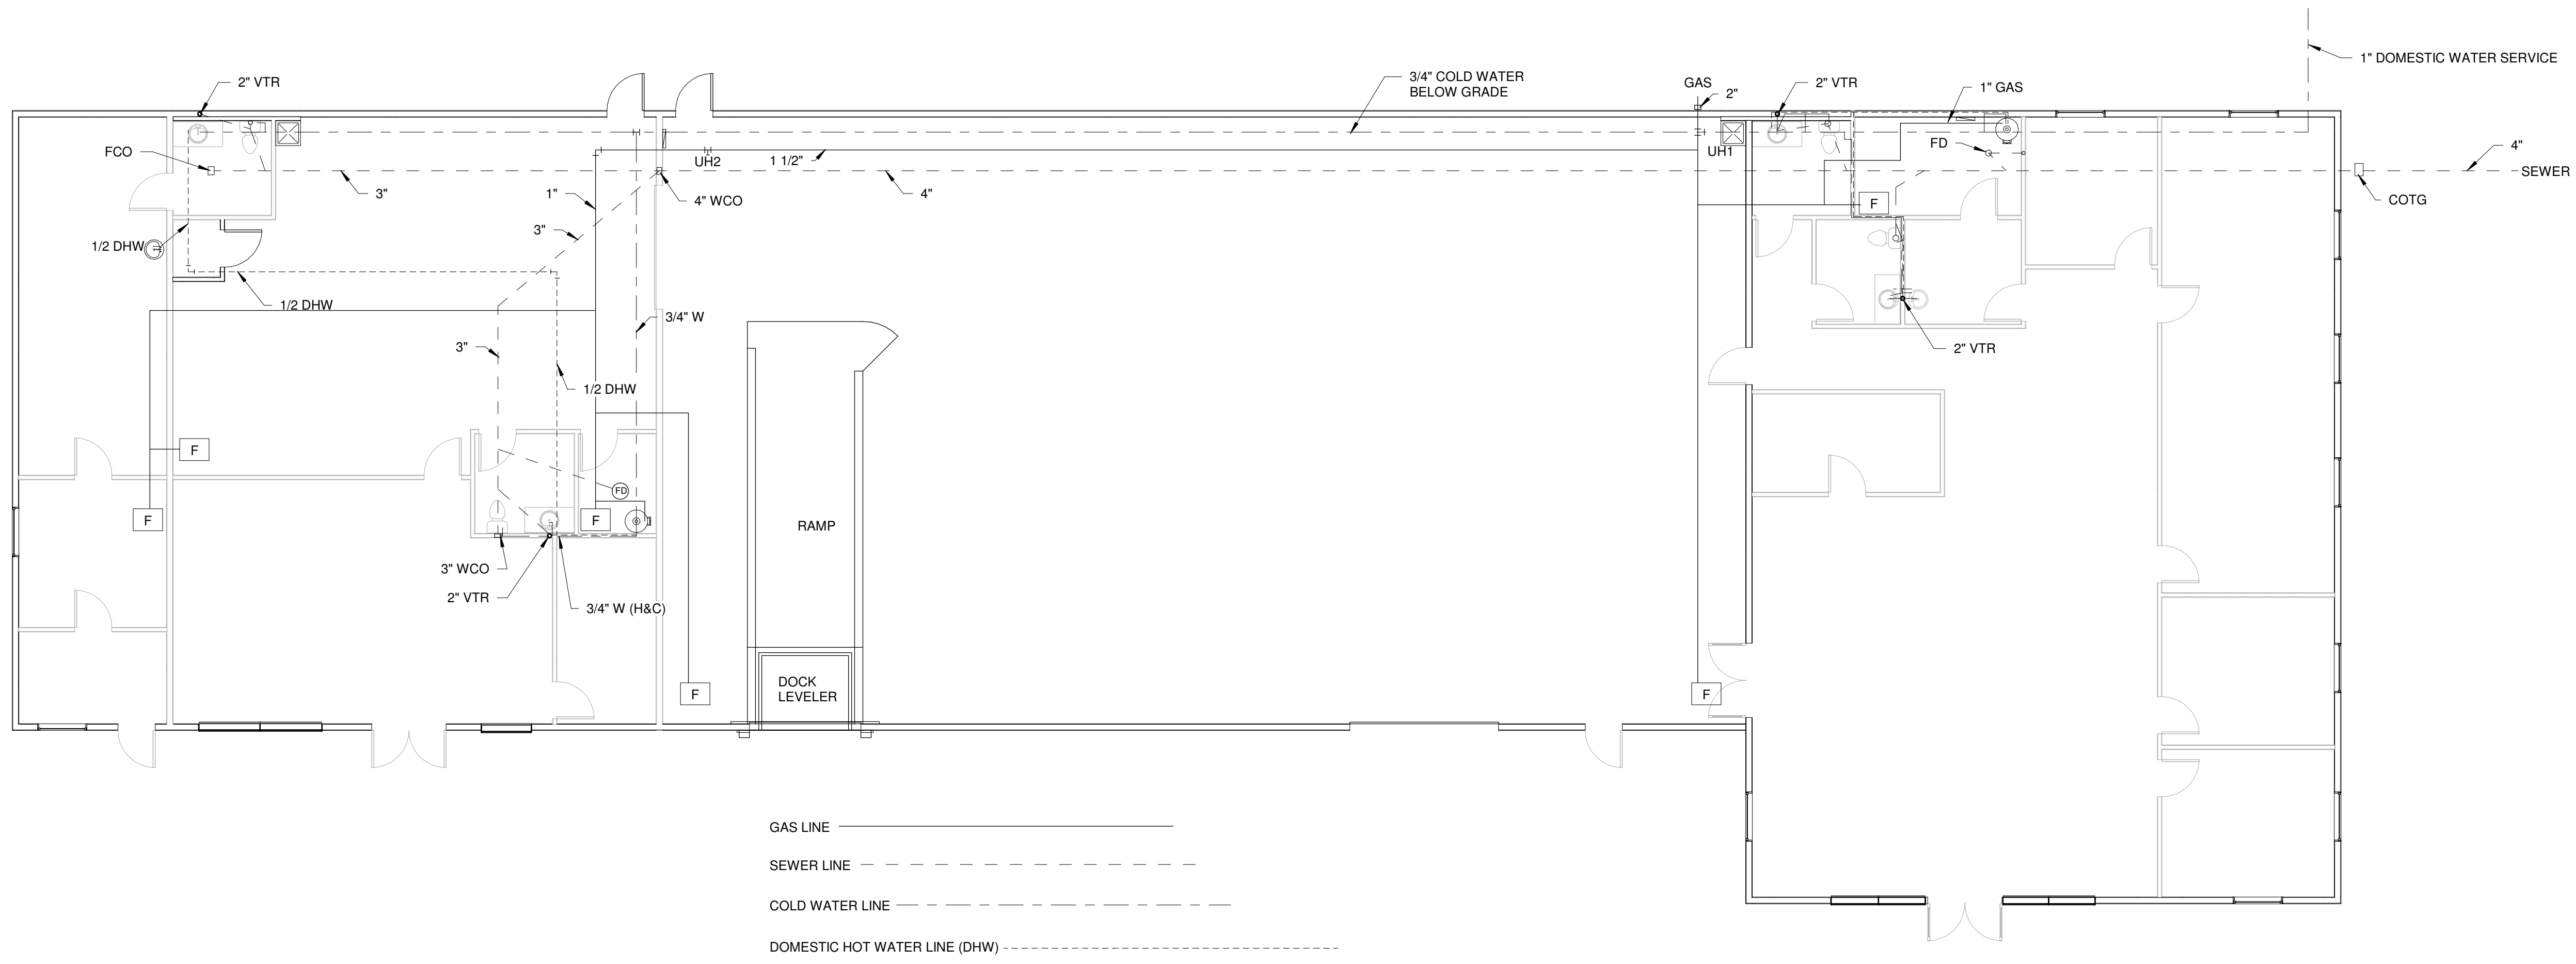 1" DOMESTIC WATER SERVICE
2" VTR
3/4" COLD WATER
BELOW GRADE
GAS
2"
2" VTR
1" GAS
FCO
UH2
1 1/2"
UH1
FD
4"
SEWER
3"
1"
4" WCO
4"
F
COTG
1/2 DHW
3"
1/2 DHW
3/4" W
3"
2" VTR
1/2 DHW
F
FD
F
F
RAMP
3" WCO
2" VTR
3/4" W (H&C)
DOCK
LEVELER
F
F
GAS LINE
SEWER LINE
COLD WATER LINE
DOMESTIC HOT WATER LINE (DHW)